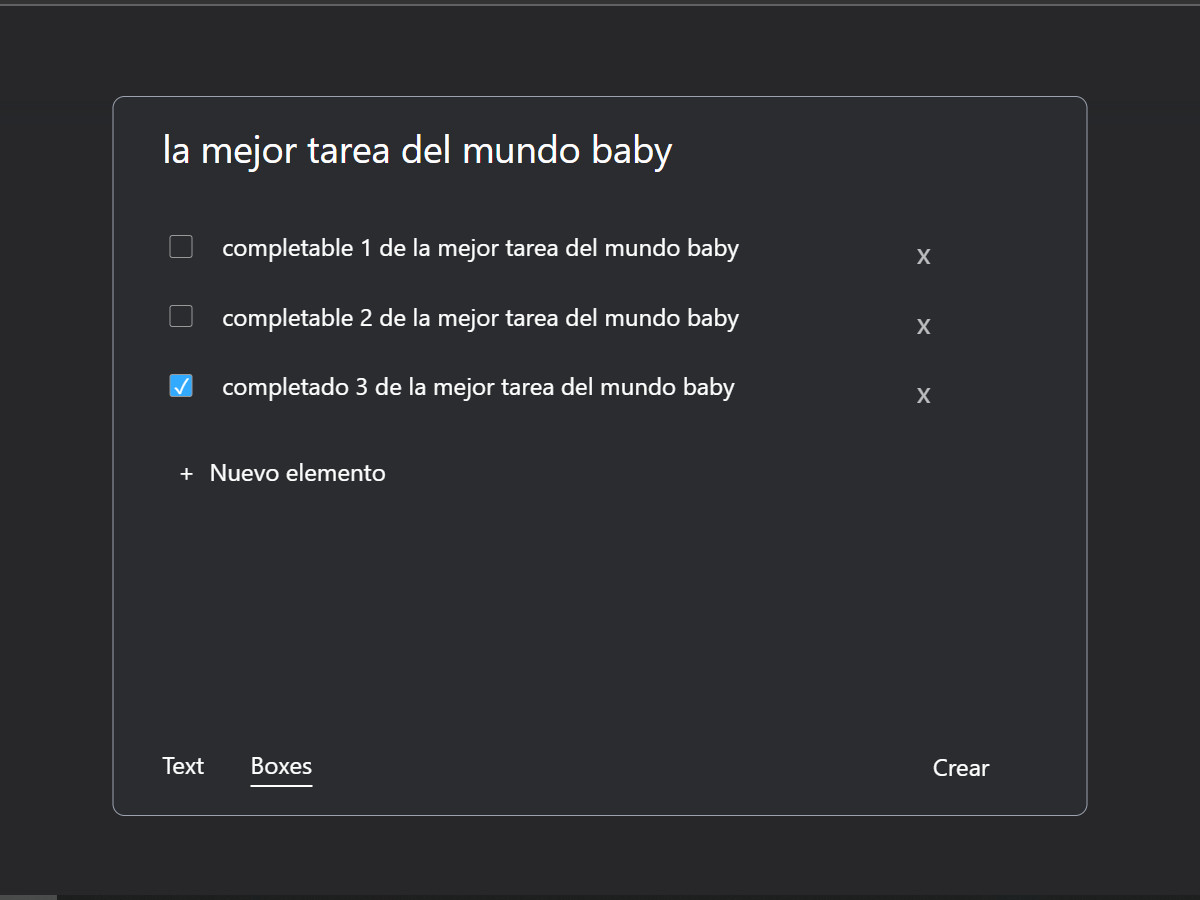 la mejor tarea del mundo baby
completable 1 de la mejor tarea del mundo baby x
completable 2 de la mejor tarea del mundo baby x
completado 3 de la mejor tarea del mundo baby x
+ Nuevo elemento
Text Boxes Crear